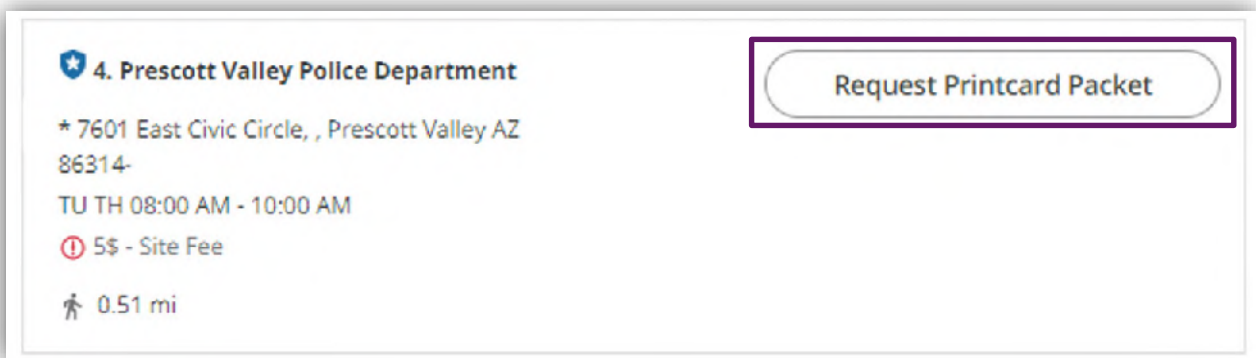 4. Prescott Valley Police Department
Request Printcard Packet
* 7601 East Civic Circle, , Prescott Valley AZ
86314-
TU TH 08:00 AM - 10:00 AM
5$ - Site Fee
0.51 mi